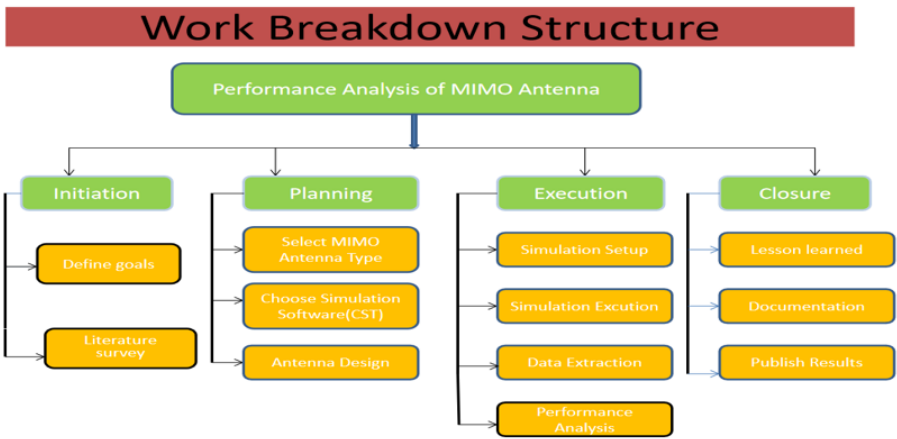 Work Breakdown Structure
Performance Analysis of MIMO Antenna
Initiation
Define goals
Literature
survey
Planning
Select MIMO
Antenna Type
Choose Simulation
Software(CST)
Antenna Design
Execution
Simulation Setup
Simulation Excution
Data Extraction
Performance
Analysis
Closure
Lesson learned
Documentation
Publish Results